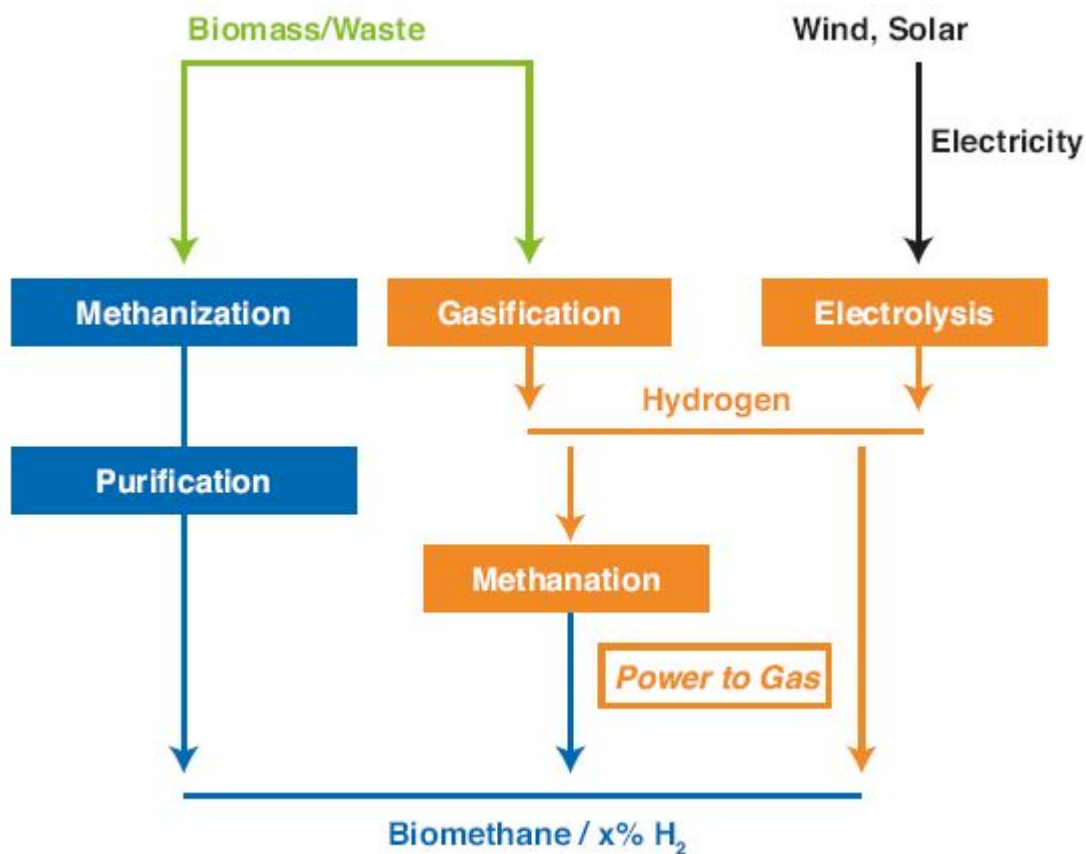 Biomass/Waste
Wind, Solar
Electricity
Methanization
Gasification
Electrolysis
Hydrogen
Purification
Methanation
Power to Gas
Biomethane / x% H₂